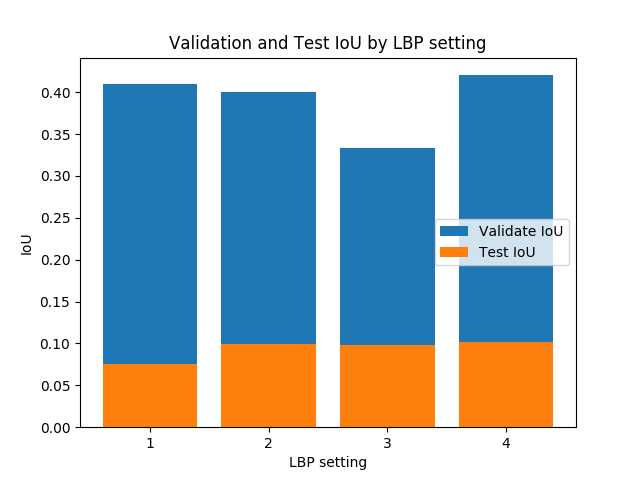 Validation and Test IoU by LBP setting
0.40
0.35
0.30
0.25
0.20
0.15
0.10
0.05
0.00
IoU
Validate IoU
Test IoU
1 2 3 4
LBP setting